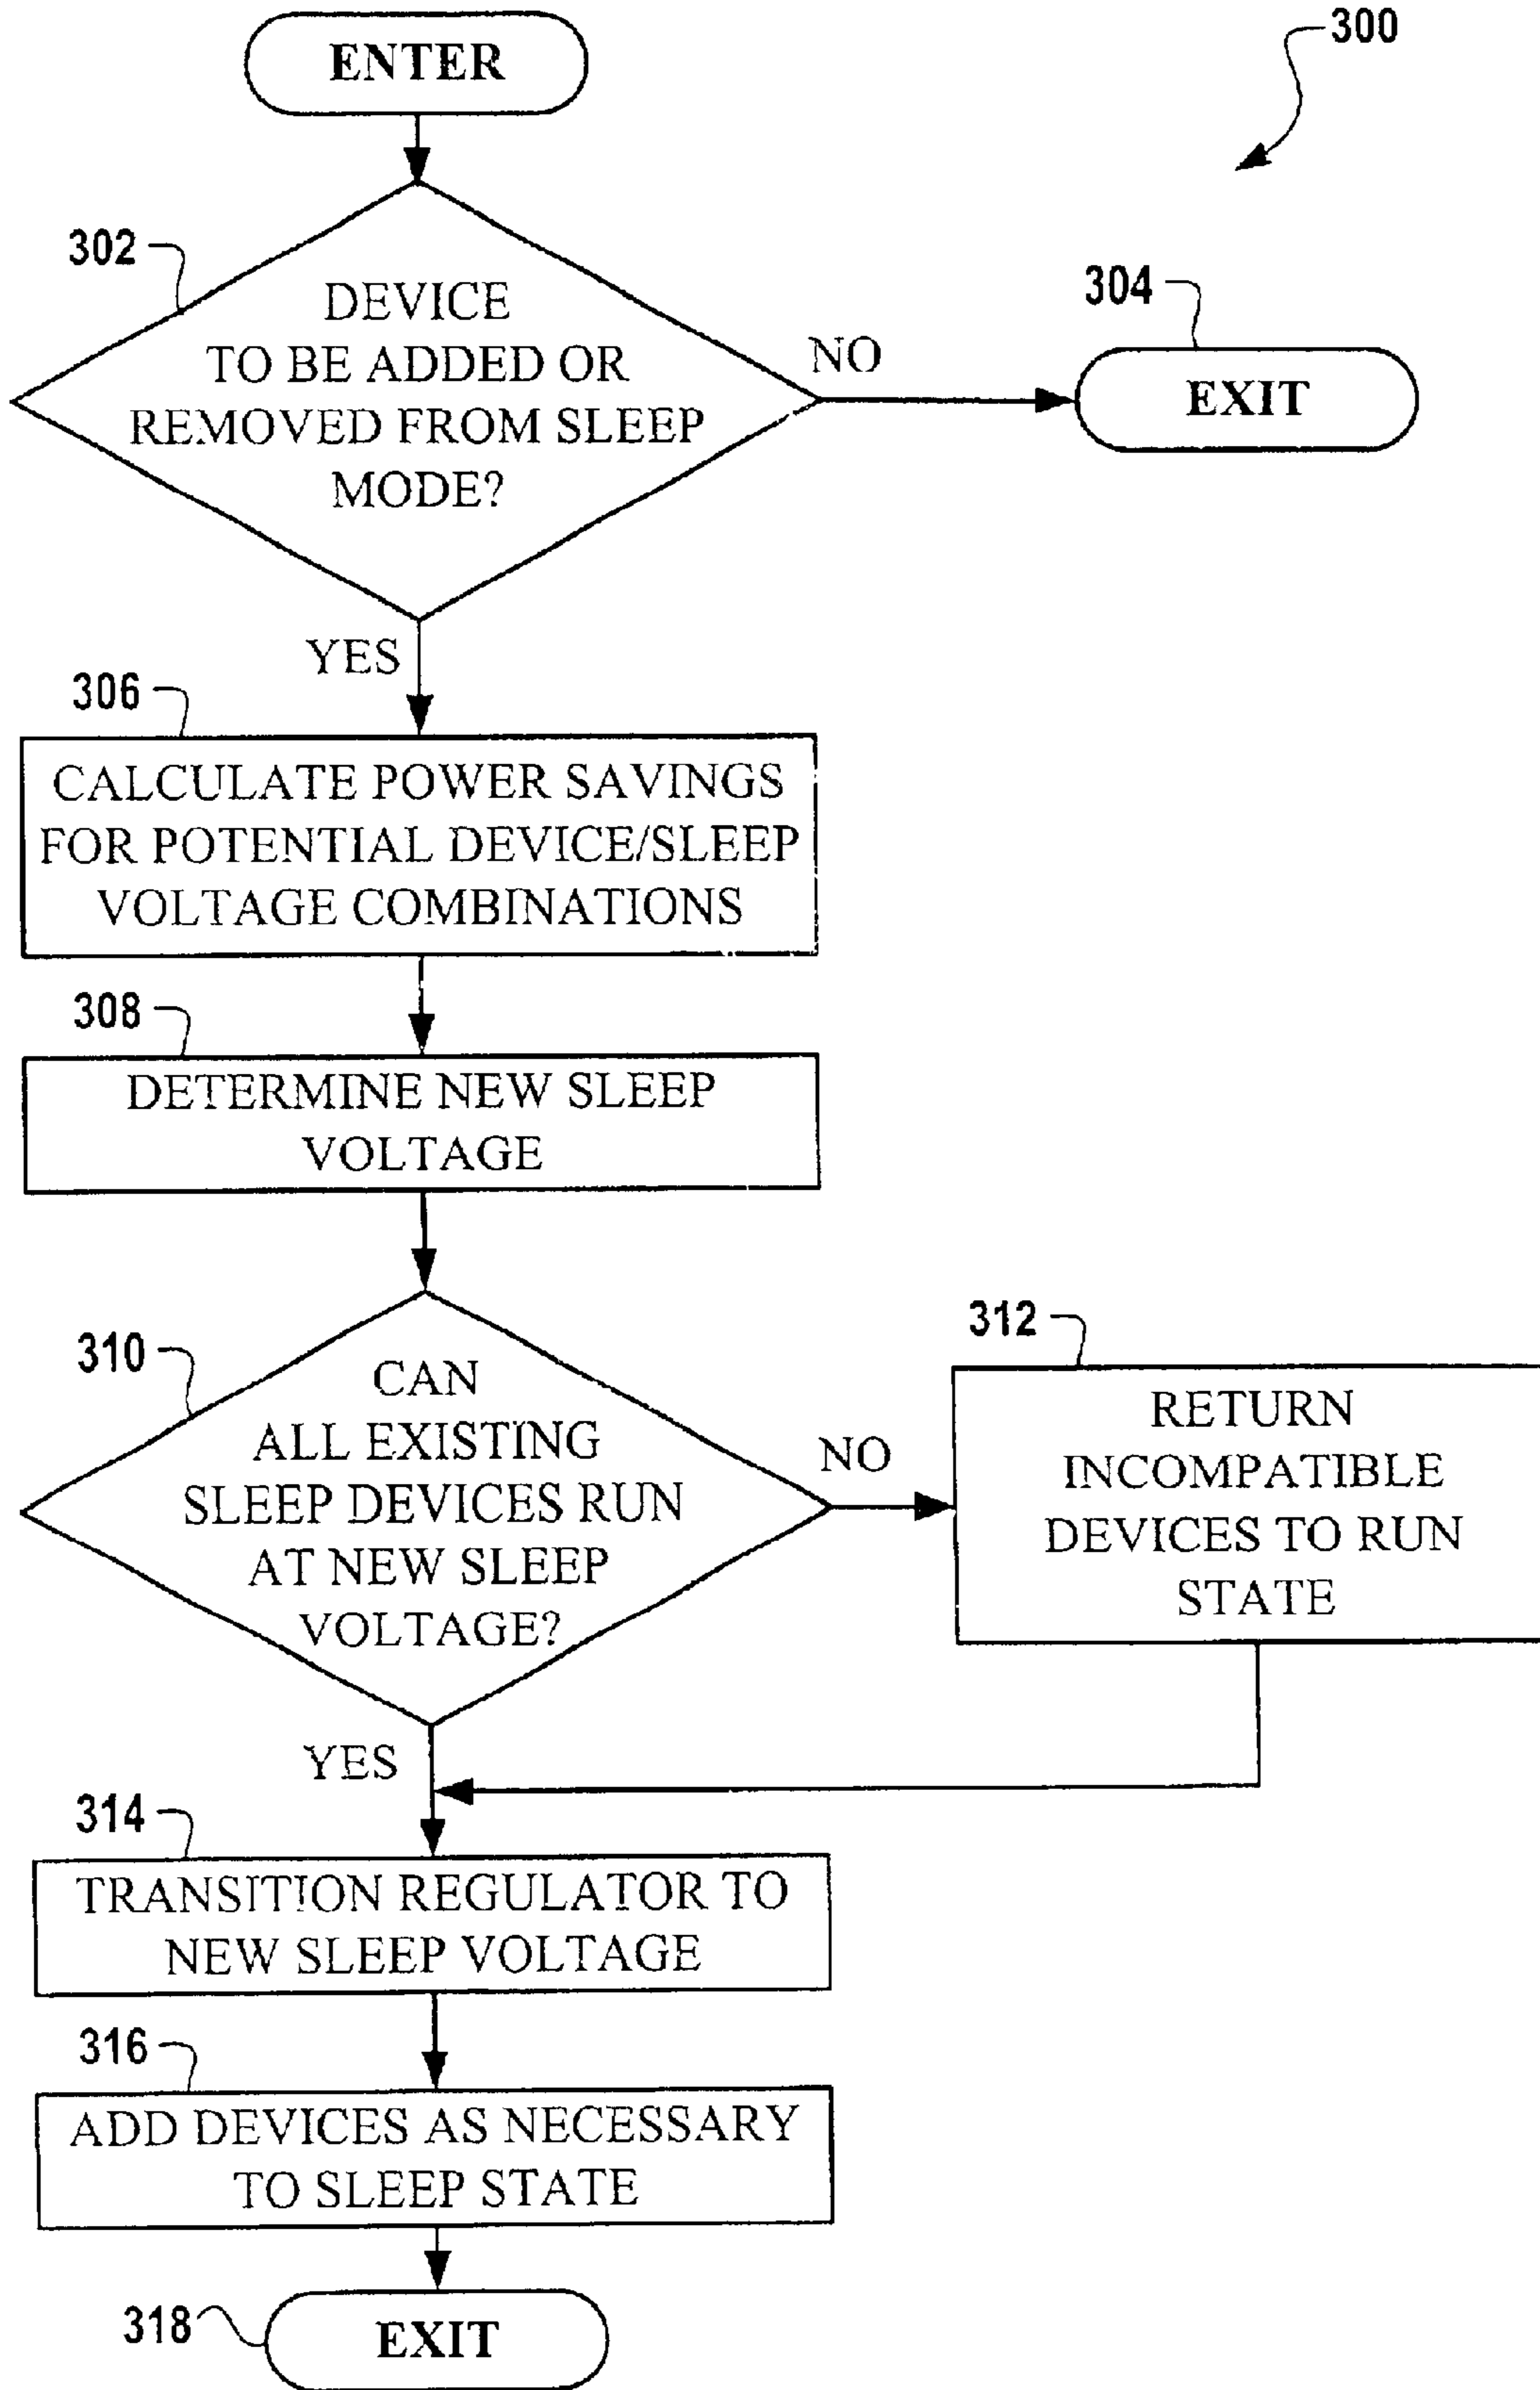 ENTER
300
302
DEVICE
TO BE ADDED OR
REMOVED FROM SLEEP
MODE?
NO
304
EXIT
YES
306
CALCULATE POWER SAVINGS
FOR POTENTIAL DEVICE/SLEEP
VOLTAGE COMBINATIONS
308
DETERMINE NEW SLEEP
VOLTAGE
310
CAN
ALL EXISTING
SLEEP DEVICES RUN
AT NEW SLEEP
VOLTAGE?
NO
312
RETURN
INCOMPATIBLE
DEVICES TO RUN
STATE
YES
314
TRANSITION REGULATOR TO
NEW SLEEP VOLTAGE
316
ADD DEVICES AS NECESSARY
TO SLEEP STATE
318
EXIT